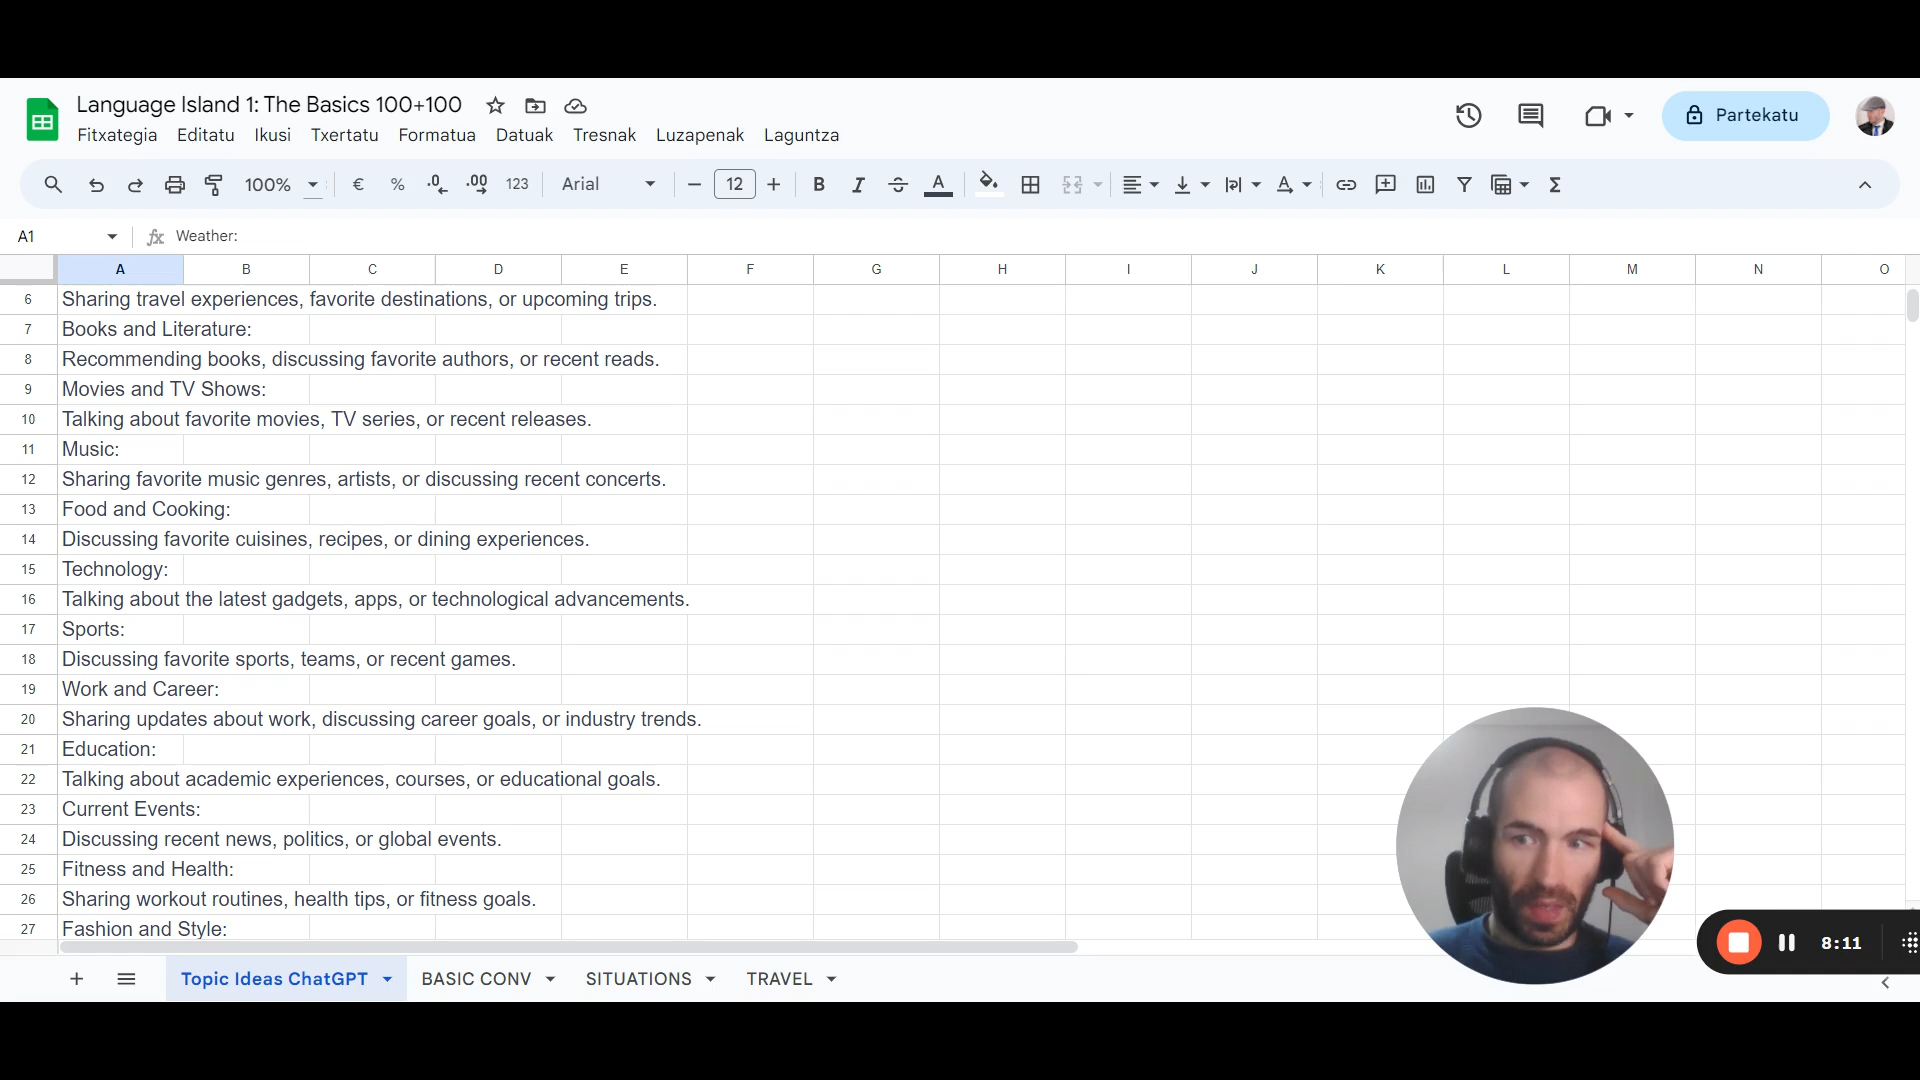 Language Island 1: The Basics 100+100
Fitxategia Editatu Ikusi Txertatu Formatua Datuak Tresnak Luzapenak Laguntza
Partekatu
100% € % .0 .00 123 Arial 12 B I A A Σ
A1 fx Weather:
A B C D E F G H I J K L M N O
6 Sharing travel experiences, favorite destinations, or upcoming trips.
7 Books and Literature:
8 Recommending books, discussing favorite authors, or recent reads.
9 Movies and TV Shows:
10 Talking about favorite movies, TV series, or recent releases.
11 Music:
12 Sharing favorite music genres, artists, or discussing recent concerts.
13 Food and Cooking:
14 Discussing favorite cuisines, recipes, or dining experiences.
15 Technology:
16 Talking about the latest gadgets, apps, or technological advancements.
17 Sports:
18 Discussing favorite sports, teams, or recent games.
19 Work and Career:
20 Sharing updates about work, discussing career goals, or industry trends.
21 Education:
22 Talking about academic experiences, courses, or educational goals.
23 Current Events:
24 Discussing recent news, politics, or global events.
25 Fitness and Health:
26 Sharing workout routines, health tips, or fitness goals.
27 Fashion and Style:
8:11
Topic Ideas ChatGPT BASIC CONV SITUATIONS TRAVEL